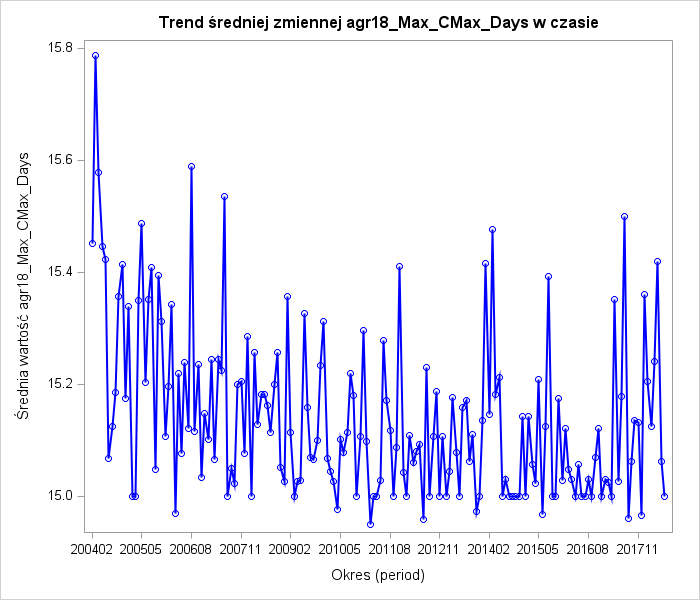 Trend średniej zmiennej agr18_Max_CMax_Days w czasie
Średnia wartość agr18_Max_CMax_Days
15.8
15.6
15.4
15.2
15.0
200402 200505 200608 200711 200902 201005 201108 201211 201402 201505 201608 201711
Okres (period)